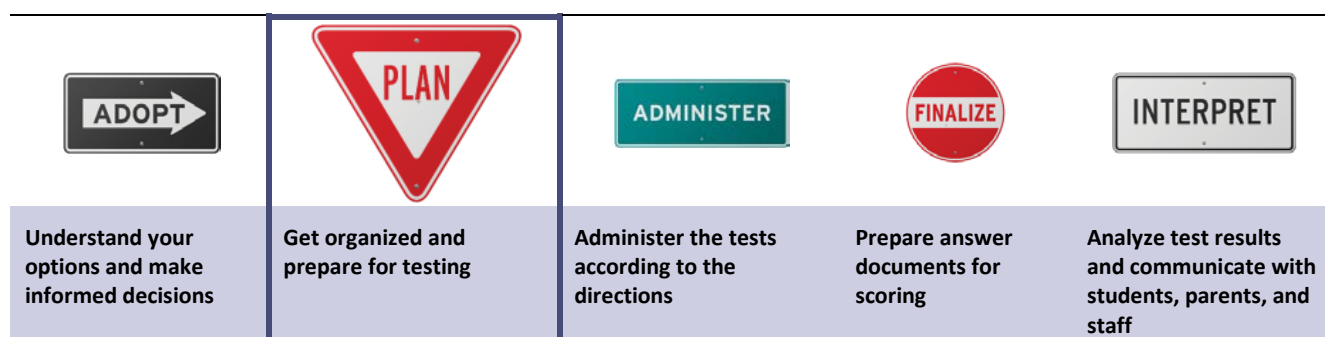 ADOPT
PLAN
ADMINISTER
FINALIZE
INTERPRET
Understand your
options and make
informed decisions
Get organized and
prepare for testing
Administer the tests
according to the
directions
Prepare answer
documents for
scoring
Analyze test results
and communicate with
students, parents, and
staff